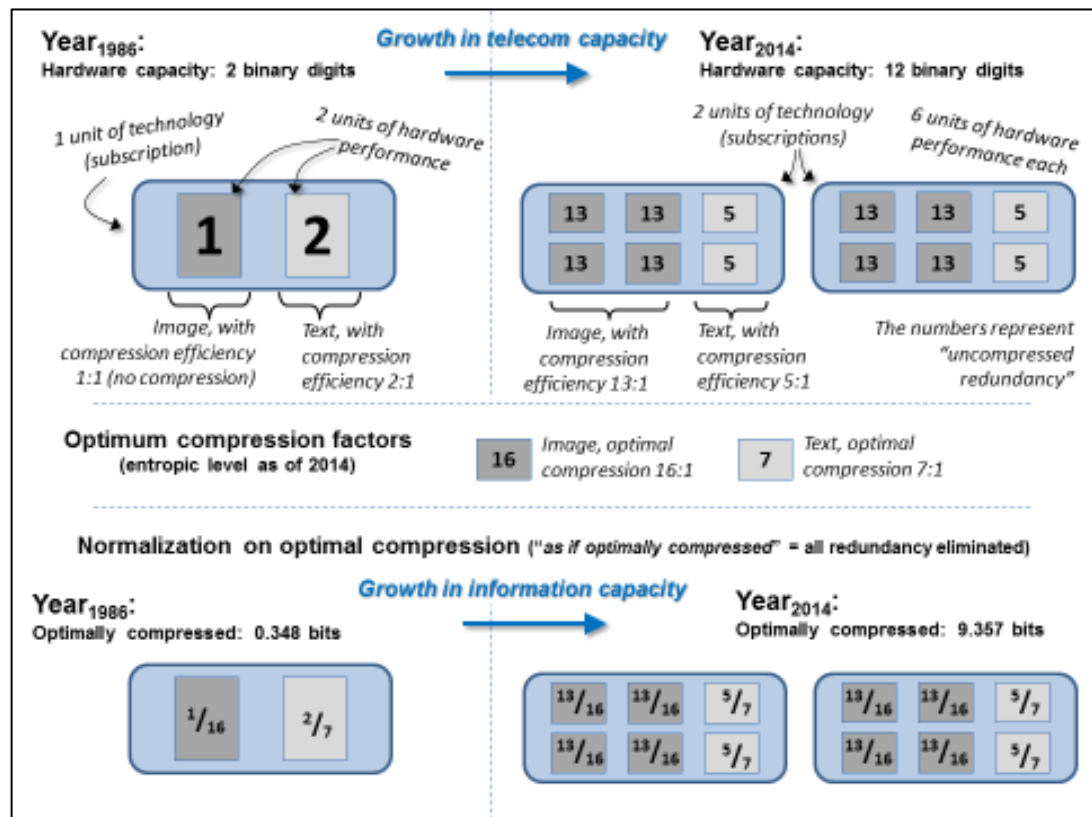 Year1986:
Hardware capacity: 2 binary digits
Growth in telecom capacity
Year2014:
Hardware capacity: 12 binary digits
1 unit of technology
(subscription)
2 units of hardware
performance
2 units of technology
(subscriptions)
6 units of hardware
performance each
1 2
13 13 5
13 13 5
13 13 5
13 13 5
Image, with
compression efficiency
1:1 (no compression)
Text, with
compression
efficiency 2:1
Image, with
compression
efficiency 13:1
Text, with
compression
efficiency 5:1
The numbers represent
“uncompressed
redundancy”
Optimum compression factors
(entropic level as of 2014)
16
Image, optimal
compression 16:1
7
Text, optimal
compression 7:1
Normalization on optimal compression (“as if optimally compressed” = all redundancy eliminated)
Year1986:
Optimally compressed: 0.348 bits
Growth in information capacity
Year2014:
Optimally compressed: 9.357 bits
1/16 2/7
13/16 13/16 5/7
13/16 13/16 5/7
13/16 13/16 5/7
13/16 13/16 5/7